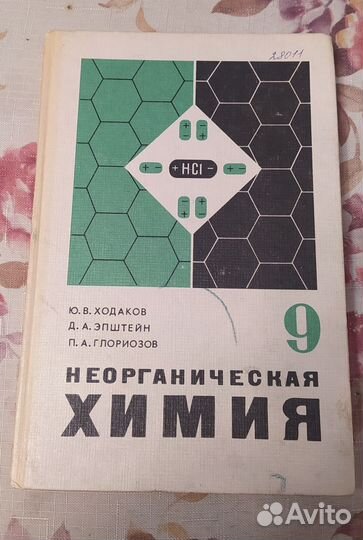 28011
+ HCl -
Ю. В. ХОДАКОВ
Д. А. ЭПШТЕЙН
П. А. ГЛОРИОЗОВ
9
НЕОРГАНИЧЕСКАЯ
ХИМИЯ
Avito